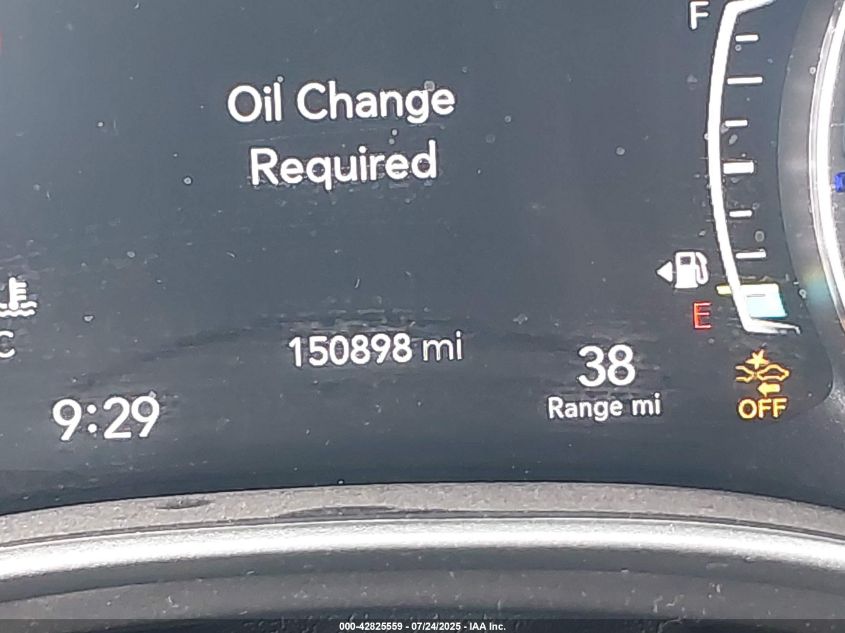 F
Oil Change
Required
E
C
150898 mi
38
Range mi
9:29
OFF
000-42825559 - 07/24/2025 - IAA Inc.